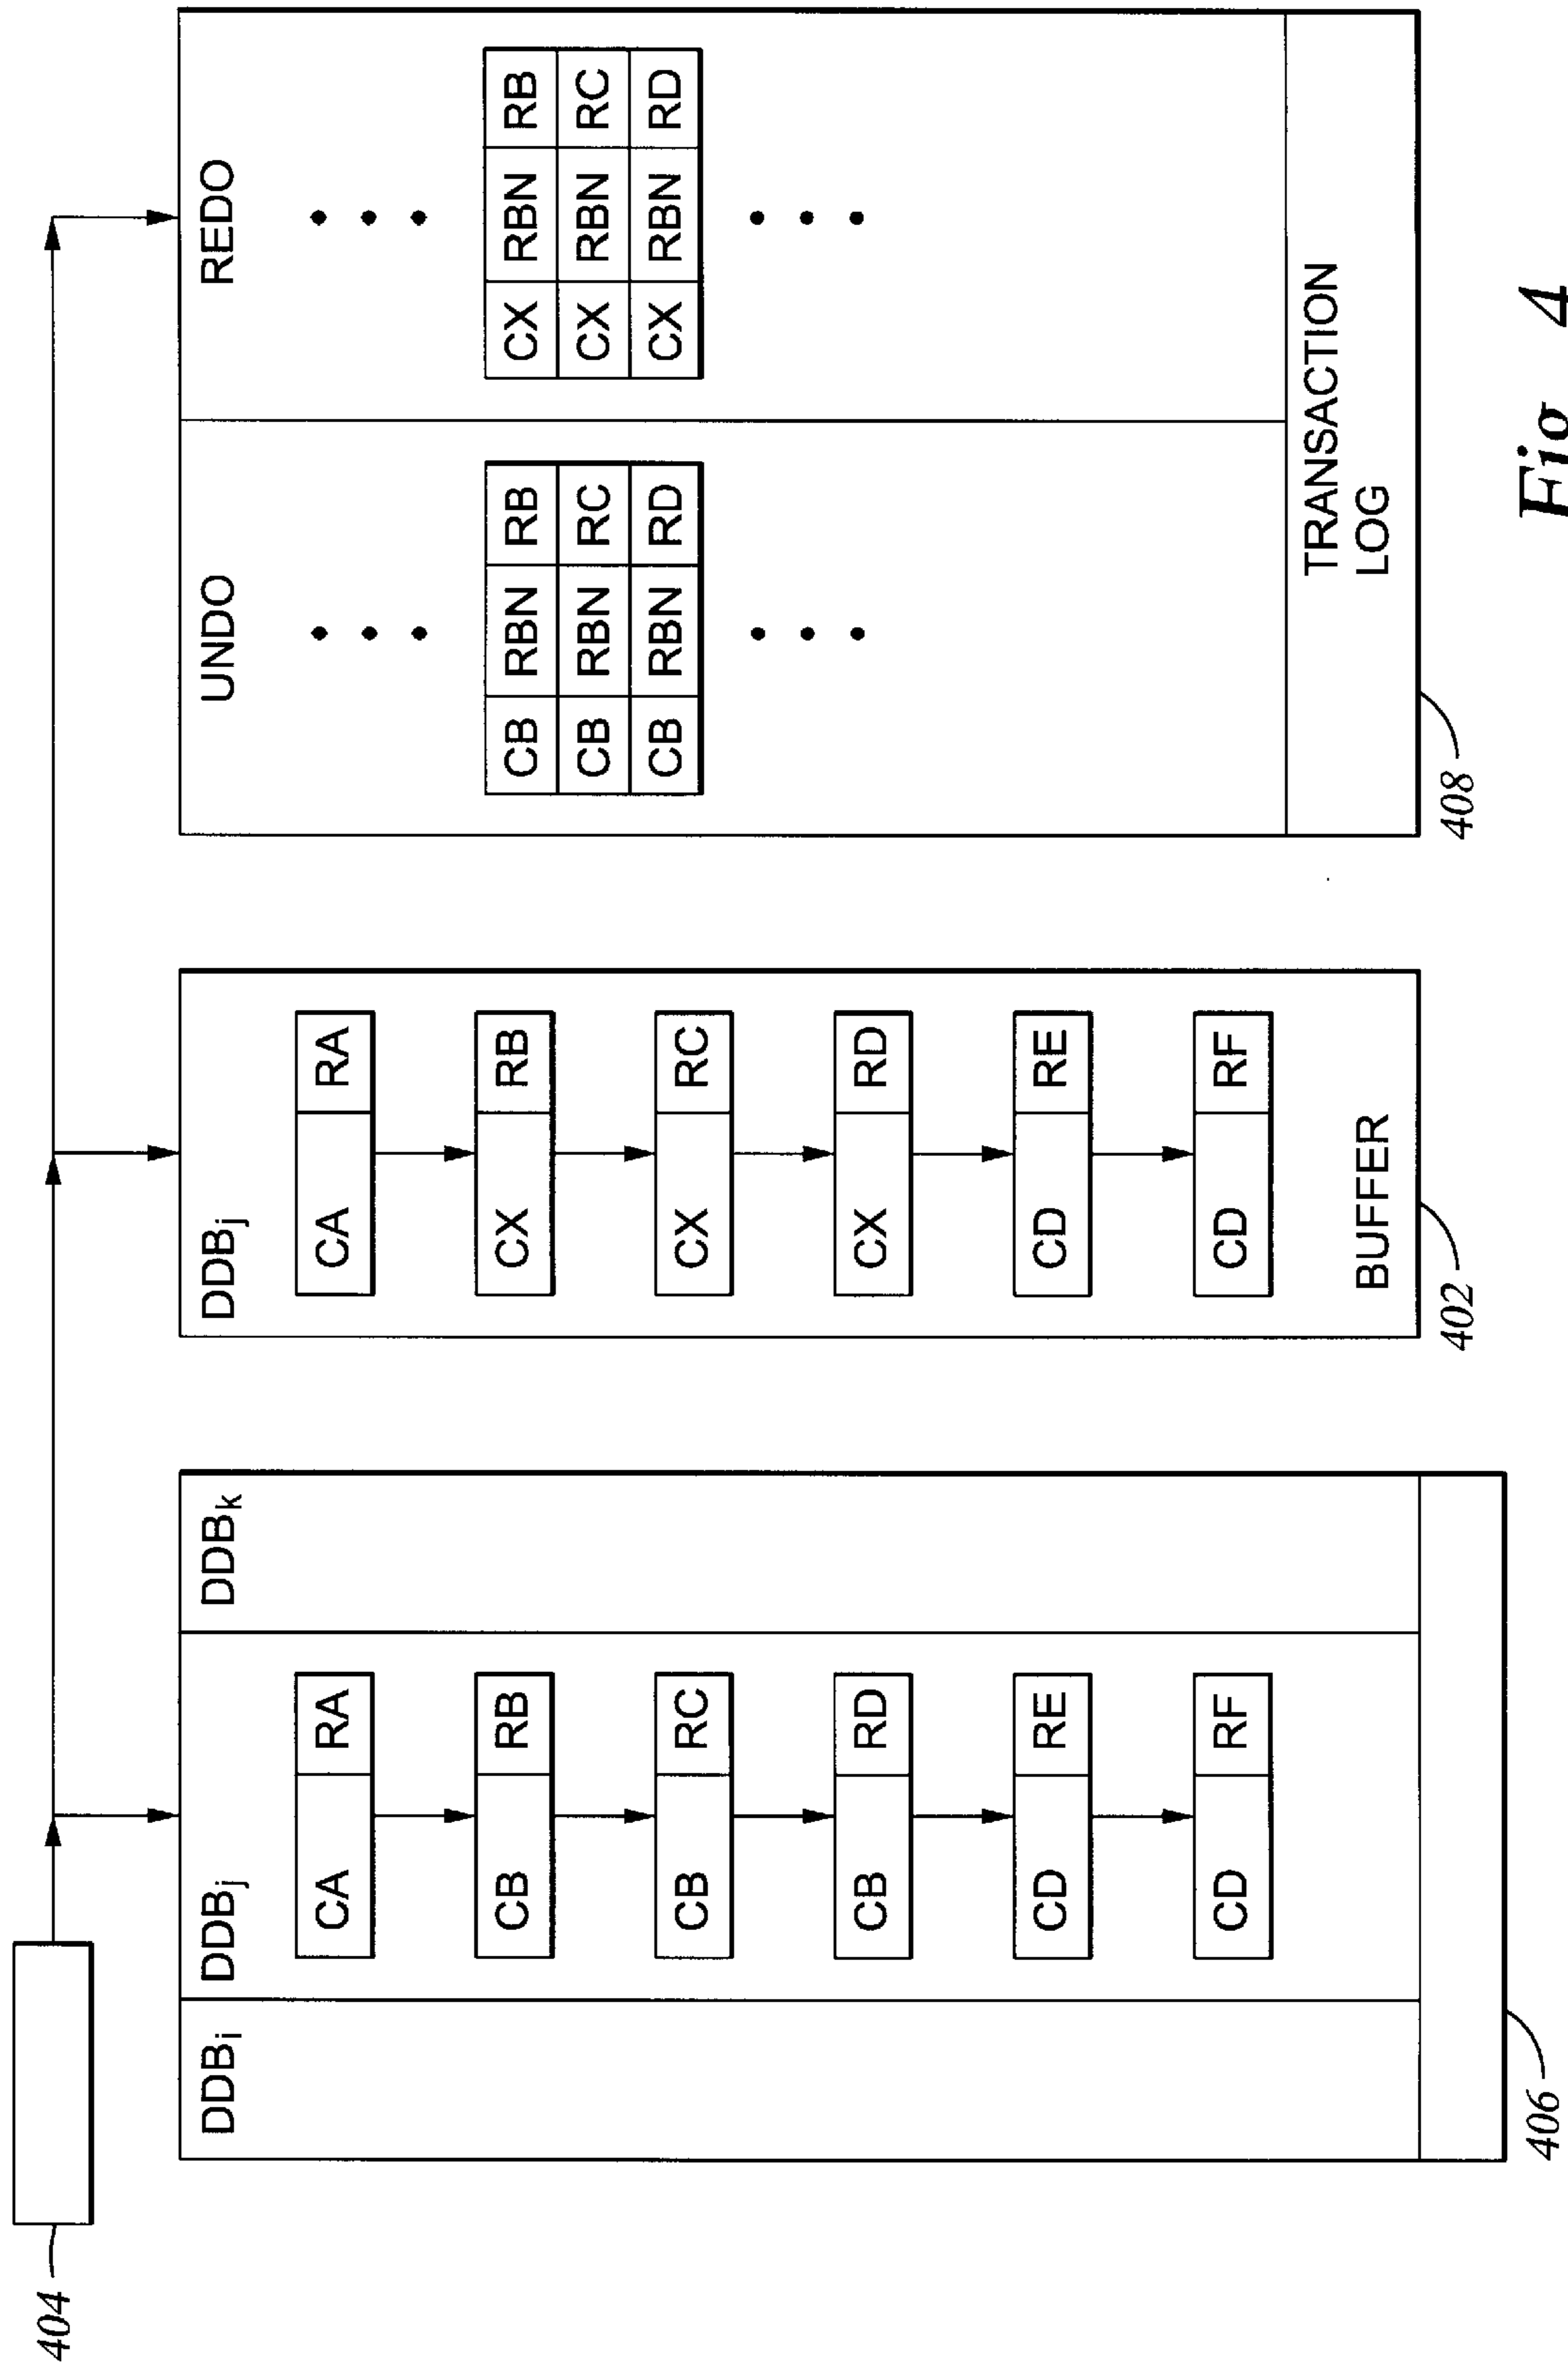 404
DDBi DDBj DDBk
CA RA
CB RB
CB RC
CB RD
CD RE
CD RF
406
DDBj
CA RA
CX RB
CX RC
CX RD
CD RE
CD RF
BUFFER
402
UNDO REDO
CB RBN RB CX RBN RB
CB RBN RC CX RBN RC
CB RBN RD CX RBN RD
TRANSACTION
LOG
408
Fig 4